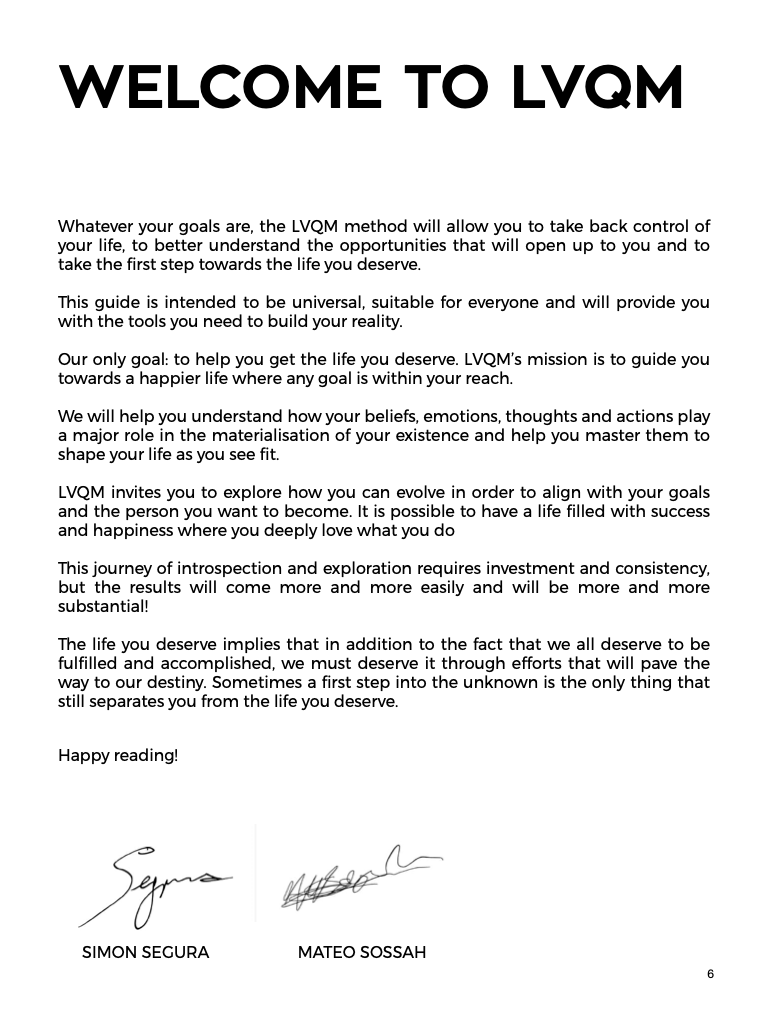 WELCOME TO LVQM
Whatever your goals are, the LVQM method will allow you to take back control of
your life, to better understand the opportunities that will open up to you and to
take the first step towards the life you deserve.
This guide is intended to be universal, suitable for everyone and will provide you
with the tools you need to build your reality.
Our only goal: to help you get the life you deserve. LVQM’s mission is to guide you
towards a happier life where any goal is within your reach.
We will help you understand how your beliefs, emotions, thoughts and actions play
a major role in the materialisation of your existence and help you master them to
shape your life as you see fit.
LVQM invites you to explore how you can evolve in order to align with your goals
and the person you want to become. It is possible to have a life filled with success
and happiness where you deeply love what you do
This journey of introspection and exploration requires investment and consistency,
but the results will come more and more easily and will be more and more
substantial!
The life you deserve implies that in addition to the fact that we all deserve to be
fulfilled and accomplished, we must deserve it through efforts that will pave the
way to our destiny. Sometimes a first step into the unknown is the only thing that
still separates you from the life you deserve.
Happy reading!
Segura
SIMON SEGURA MATEO SOSSAH
6